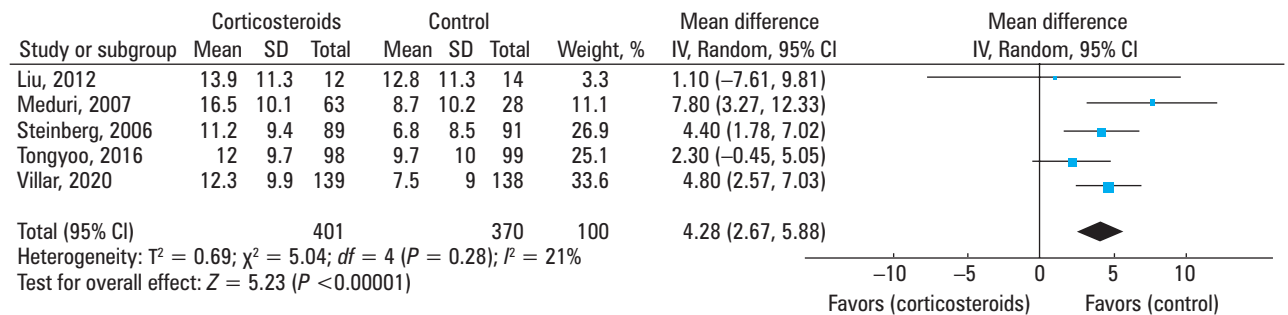 Corticosteroids Control Mean difference Mean difference
Study or subgroup Mean SD Total Mean SD Total Weight, % IV, Random, 95% CI IV, Random, 95% CI
Liu, 2012 13.9 11.3 12 12.8 11.3 14 3.3 1.10 (–7.61, 9.81)
Meduri, 2007 16.5 10.1 63 8.7 10.2 28 11.1 7.80 (3.27, 12.33)
Steinberg, 2006 11.2 9.4 89 6.8 8.5 91 26.9 4.40 (1.78, 7.02)
Tongyoo, 2016 12 9.7 98 9.7 10 99 25.1 2.30 (–0.45, 5.05)
Villar, 2020 12.3 9.9 139 7.5 9 138 33.6 4.80 (2.57, 7.03)
Total (95% CI) 401 370 100 4.28 (2.67, 5.88)
Heterogeneity: T² = 0.69; χ² = 5.04; df = 4 (P = 0.28); I² = 21%
Test for overall effect: Z = 5.23 (P <0.00001)
–10 –5 0 5 10
Favors (corticosteroids) Favors (control)